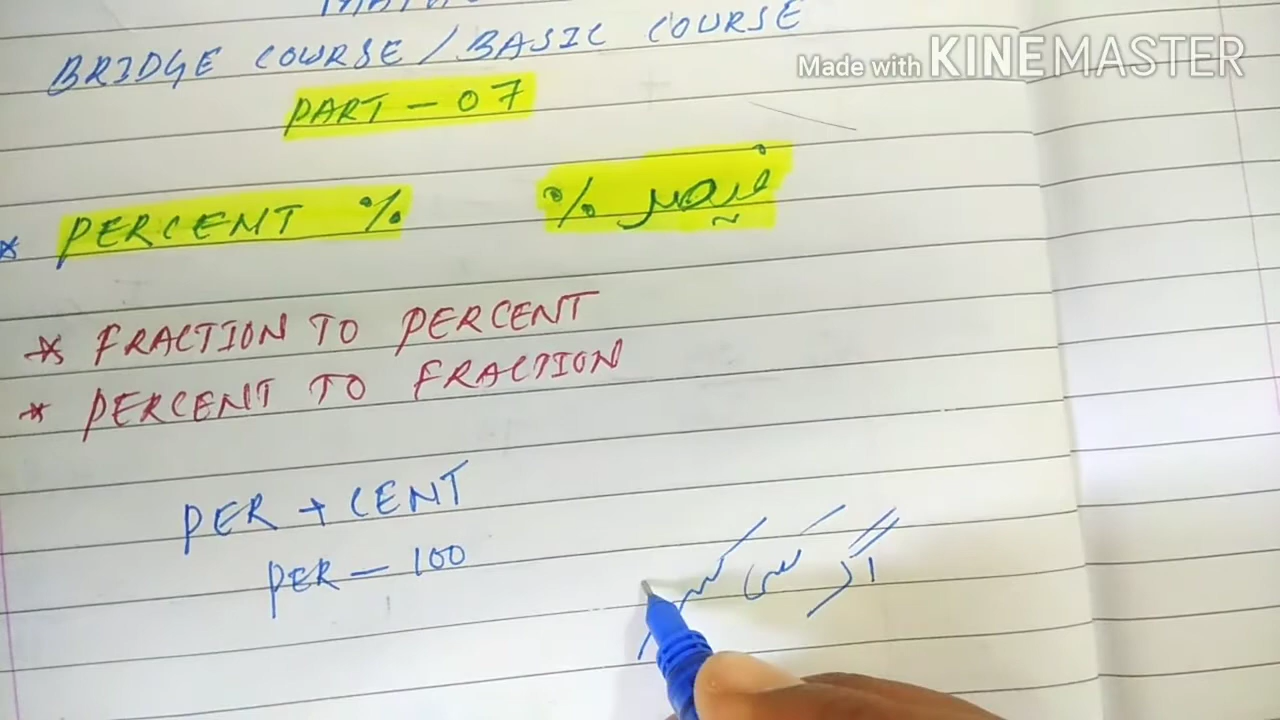 Made with KINEMASTER
BRIDGE COURSE / BASIC COURSE
PART - 07
* PERCENT % فیصد %
* FRACTION TO PERCENT
* PERCENT TO FRACTION
PER + CENT
PER - 100
اگر کسی کسر